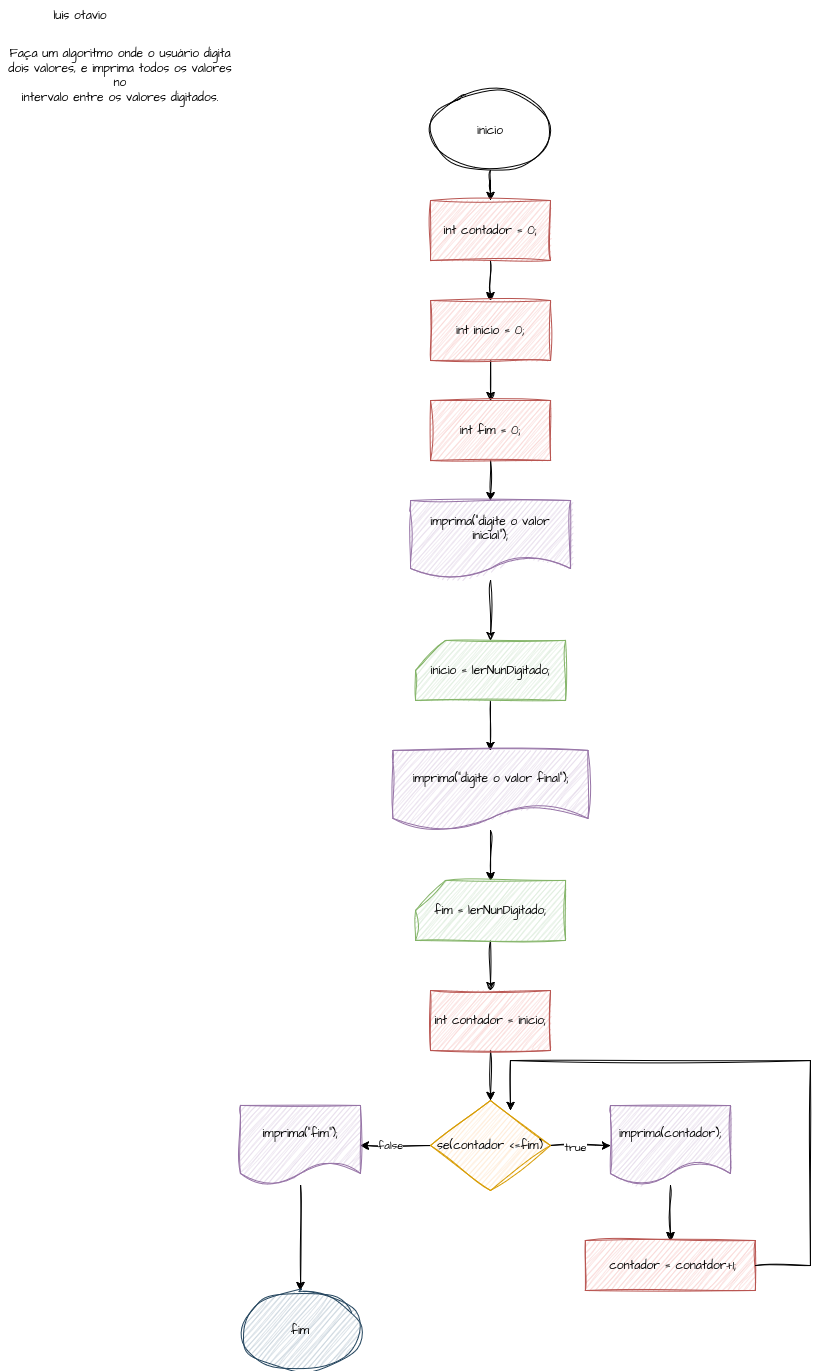 luis otavio
Faça um algoritmo onde o usuário digita
dois valores, e imprima todos os valores
no
intervalo entre os valores digitados.
inicio
int contador = 0;
int inicio = 0;
int fim = 0;
imprima("digite o valor
inicial");
inicio = lerNunDigitado;
imprima("digite o valor final");
fim = lerNunDigitado;
int contador = inicio;
imprima("fim");
false
se(contador <=fim)
true
imprima(contador);
contador = conatdor+1;
fim